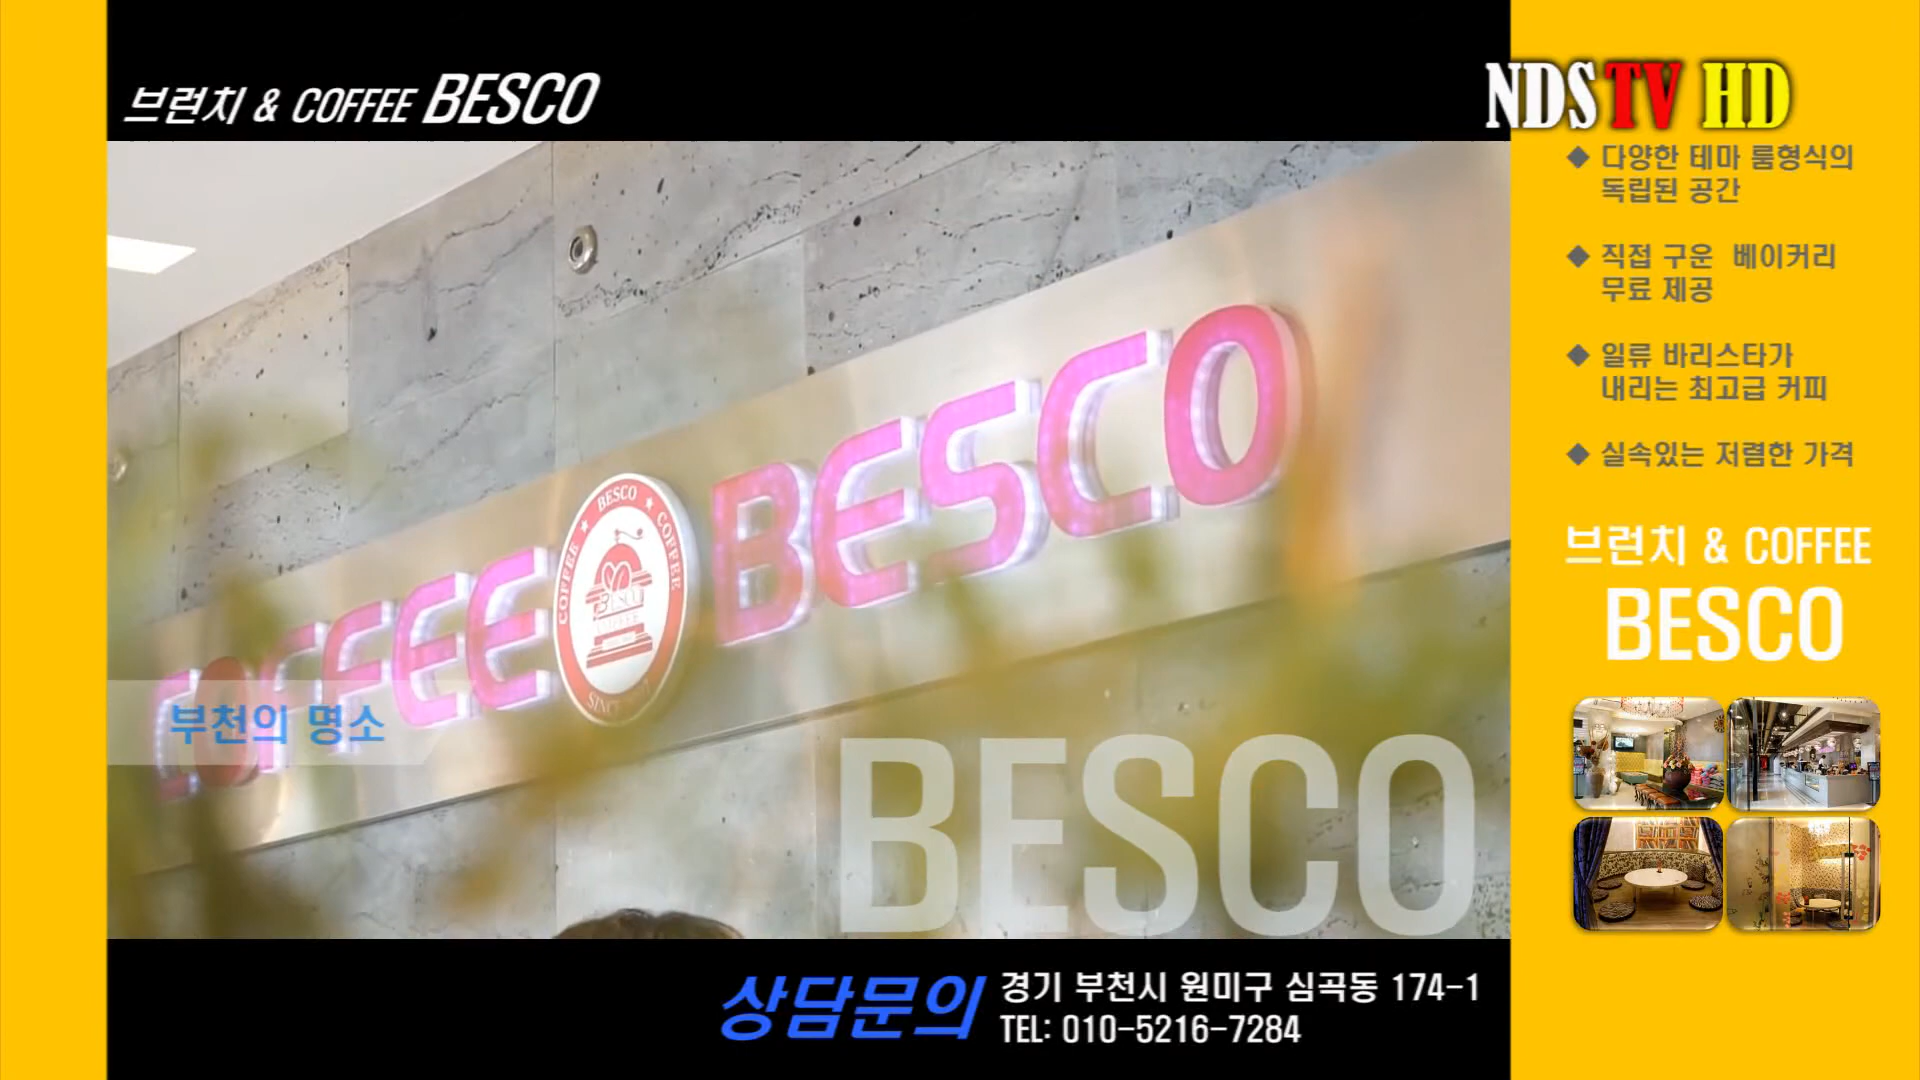 브런치 & COFFEE BESCO
NDS TV HD
◆ 다양한 테마 룸형식의
독립된 공간
◆ 직접 구운 베이커리
무료 제공
◆ 일류 바리스타가
내리는 최고급 커피
◆ 실속있는 저렴한 가격
브런치 & COFFEE
BESCO
COFFEE BESCO
COFFEE ★ BESCO ★ COFFEE
BESCO
부천의 명소
BESCO
상담문의
경기 부천시 원미구 심곡동 174-1
TEL: 010-5216-7284